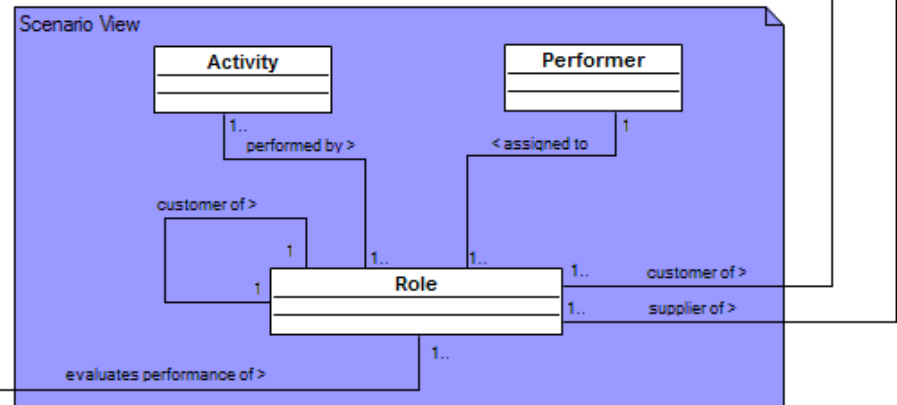 Scenario View
Activity
Performer
1..
1
performed by >
< assigned to
customer of >
1
1..
1..
1
Role
1..
customer of >
1..
supplier of >
1..
evaluates performance of >